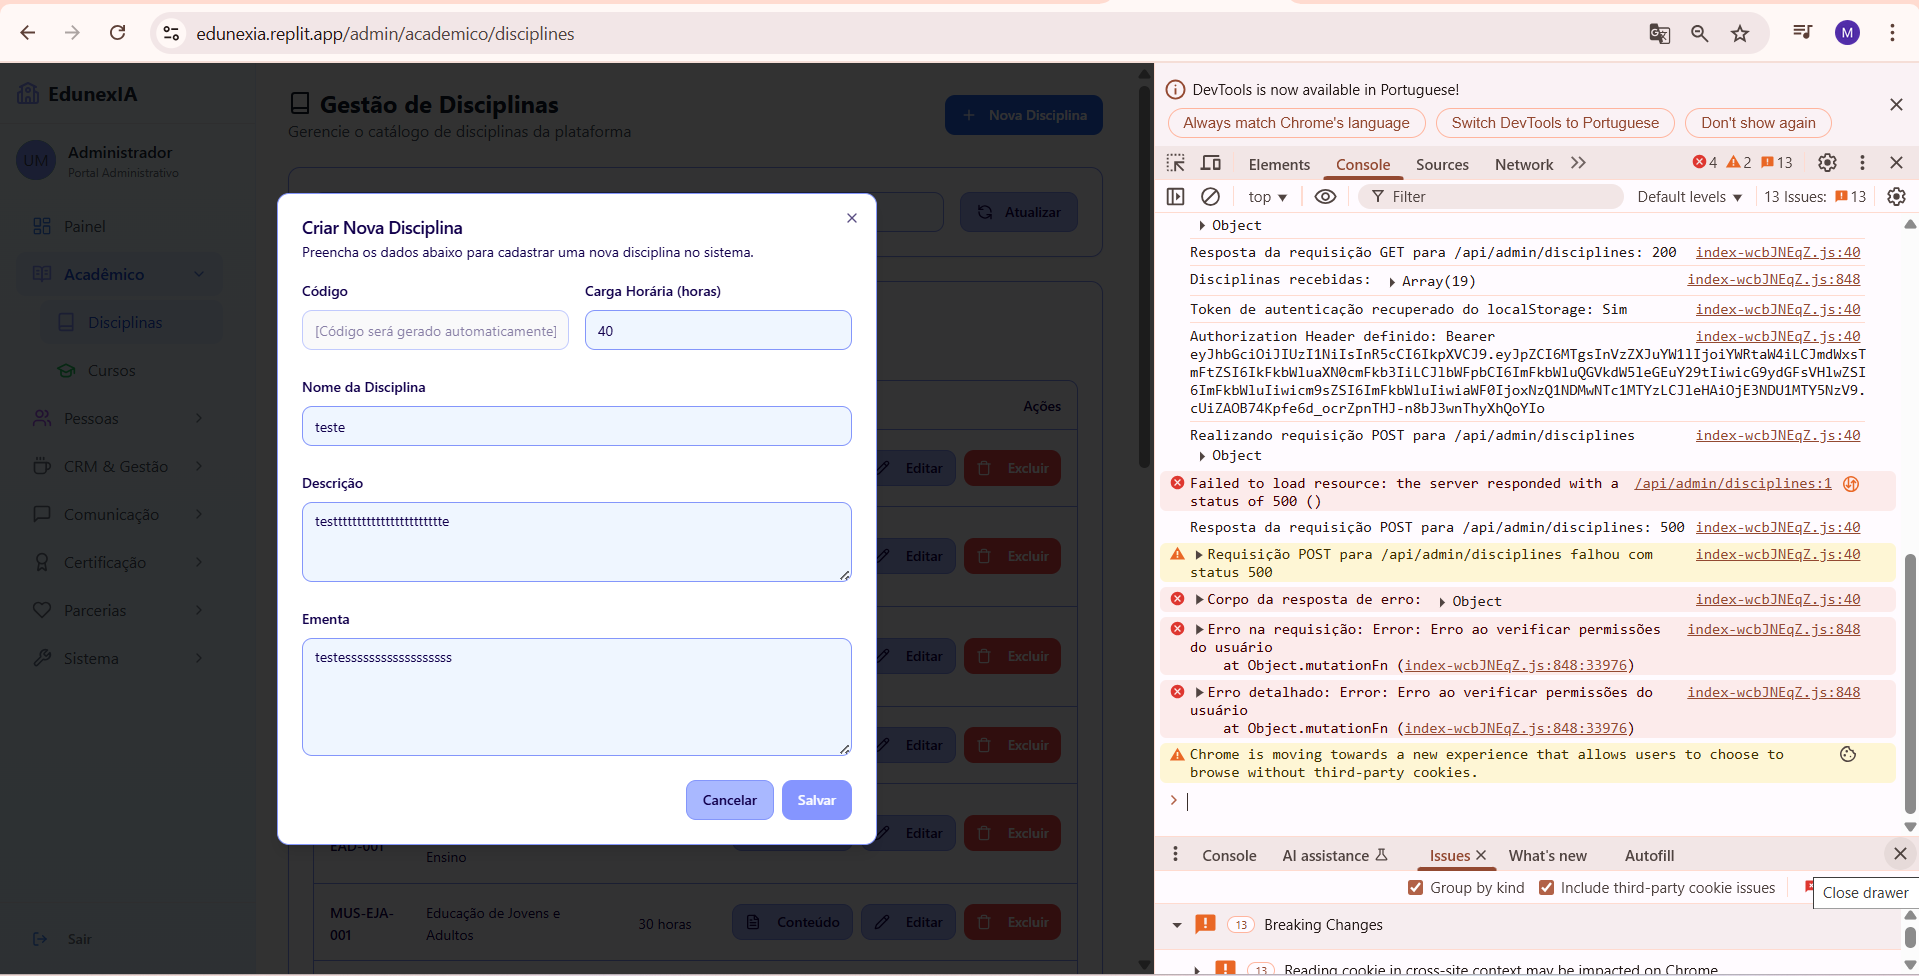 edunexia.replit.app/admin/academico/disciplines
M
EdunexIA
UM
Administrador
Portal Administrativo
Painel
Acadêmico
Disciplinas
Cursos
Pessoas
CRM & Gestão
Comunicação
Certificação
Parcerias
Sistema
Sair
Gestão de Disciplinas
Gerencie o catálogo de disciplinas da plataforma
+ Nova Disciplina
Atualizar
Ações
Editar
Excluir
Editar
Excluir
Editar
Excluir
Editar
Excluir
Editar
Excluir
EAD-001
Ensino
MUS-EJA-
001
Educação de Jovens e
Adultos
30 horas
Conteúdo
Editar
Excluir
Criar Nova Disciplina
Preencha os dados abaixo para cadastrar uma nova disciplina no sistema.
Código
[Código será gerado automaticamente]
Carga Horária (horas)
40
Nome da Disciplina
teste
Descrição
testttttttttttttttttttttttte
Ementa
testesssssssssssssssssss
Cancelar
Salvar
DevTools is now available in Portuguese!
Always match Chrome's language
Switch DevTools to Portuguese
Don't show again
Elements
Console
Sources
Network
4
2
13
top
Filter
Default levels
13 Issues:
13
Object
Resposta da requisição GET para /api/admin/disciplines: 200 index-wcbJNEqZ.js:40
Disciplinas recebidas: Array(19) index-wcbJNEqZ.js:848
Token de autenticação recuperado do localStorage: Sim index-wcbJNEqZ.js:40
Authorization Header definido: Bearer index-wcbJNEqZ.js:40
Realizando requisição POST para /api/admin/disciplines index-wcbJNEqZ.js:40
Object
Failed to load resource: the server responded with a /api/admin/disciplines:1
status of 500 ()
Resposta da requisição POST para /api/admin/disciplines: 500 index-wcbJNEqZ.js:40
Requisição POST para /api/admin/disciplines falhou com index-wcbJNEqZ.js:40
status 500
Corpo da resposta de erro: Object index-wcbJNEqZ.js:40
Erro na requisição: Error: Erro ao verificar permissões index-wcbJNEqZ.js:848
do usuário
at Object.mutationFn (index-wcbJNEqZ.js:848:33976)
Erro detalhado: Error: Erro ao verificar permissões do index-wcbJNEqZ.js:848
usuário
at Object.mutationFn (index-wcbJNEqZ.js:848:33976)
Chrome is moving towards a new experience that allows users to choose to
browse without third-party cookies.
Console
AI assistance
Issues
What's new
Autofill
Group by kind
Include third-party cookie issues
Close drawer
13 Breaking Changes
13 Reading cookie in cross-site context may be impacted on Chrome